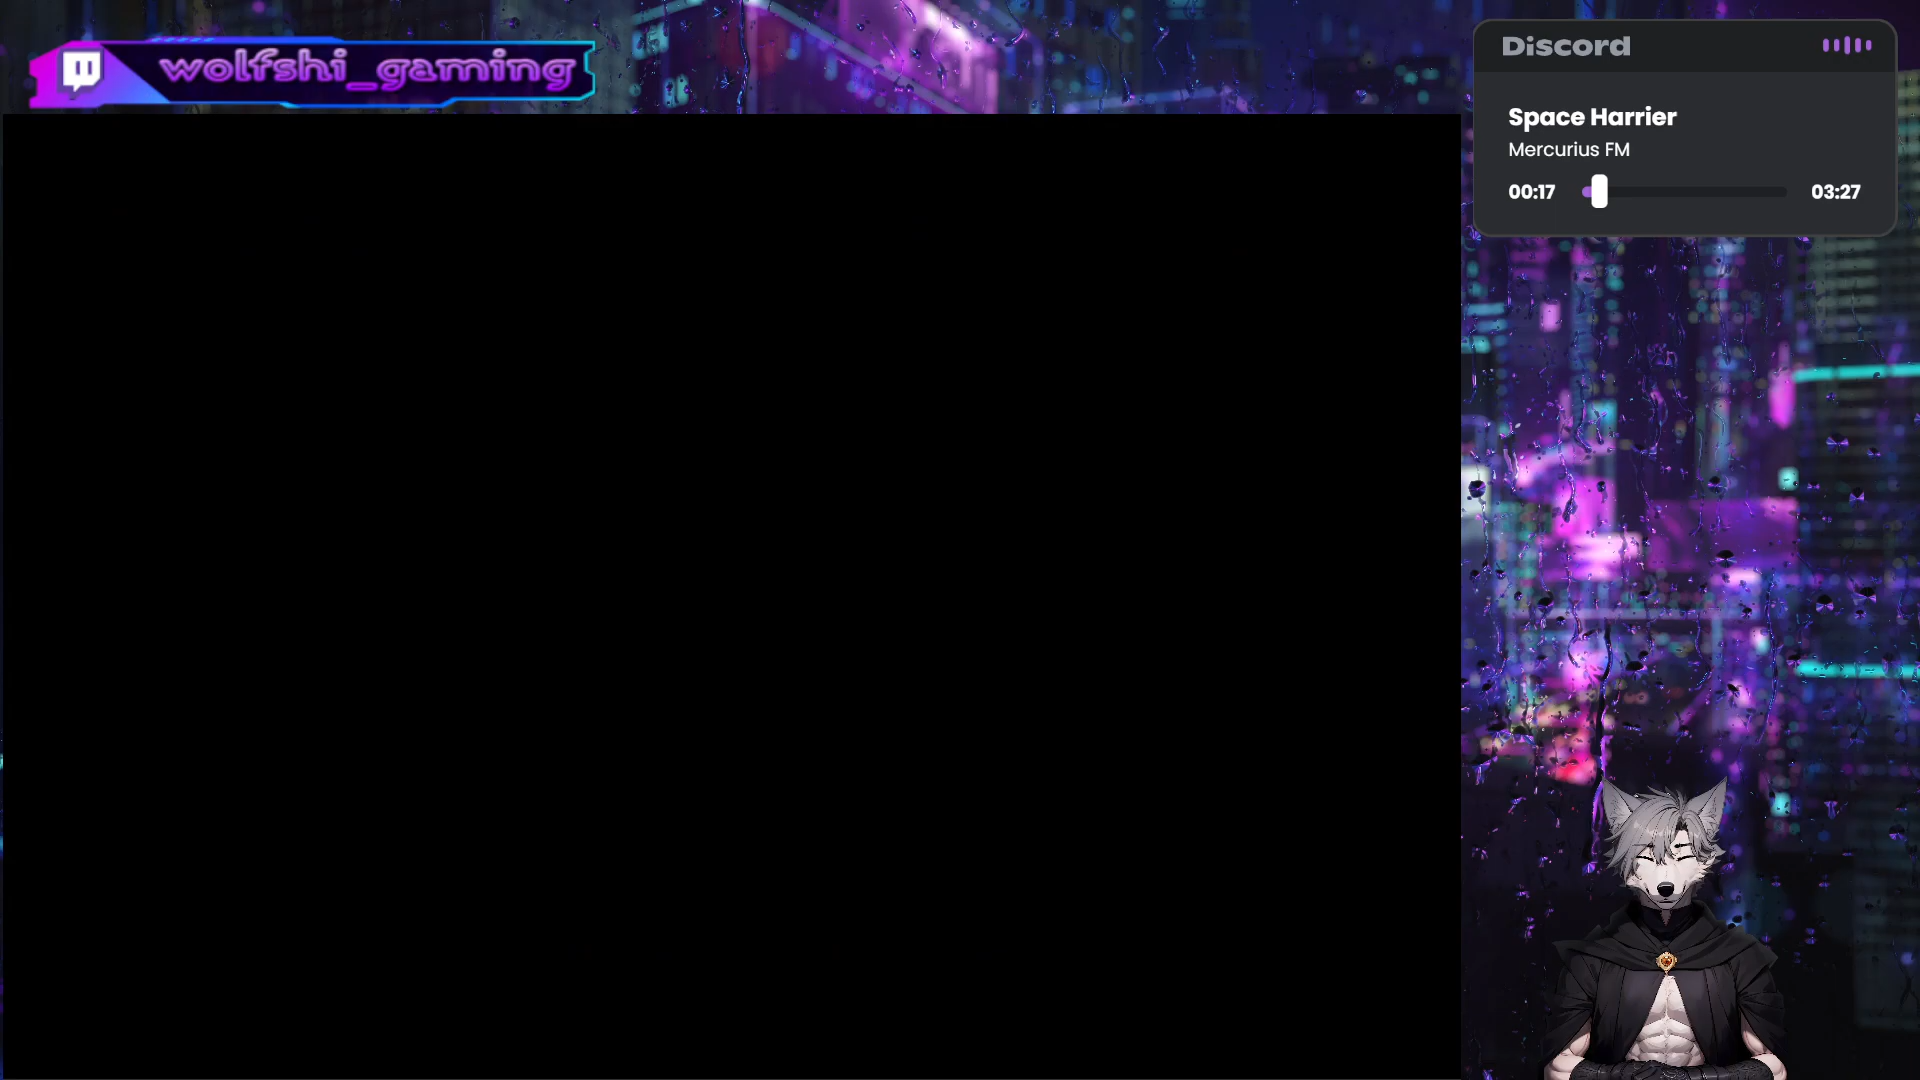 wolfshi_gaming
Discord
Space Harrier
Mercurius FM
00:17 03:27